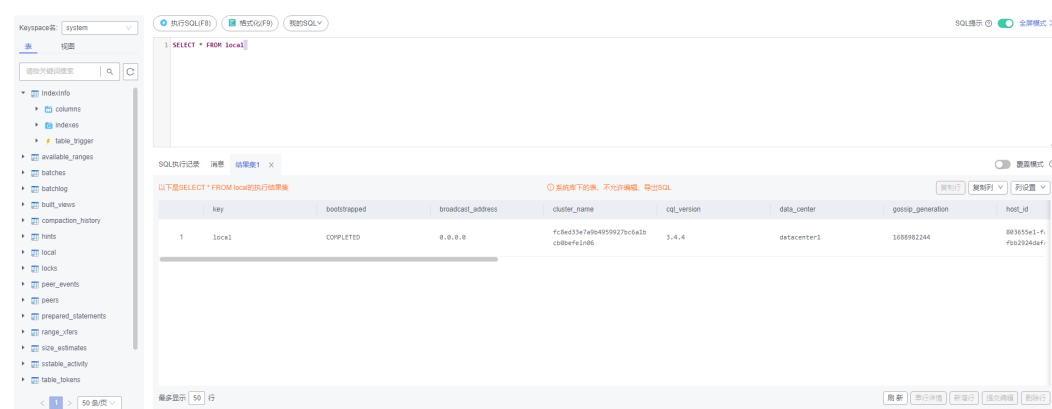 Keyspace名: system
表 视图
请按关键词搜索
IndexInfo
columns
indexes
table_trigger
available_ranges
batches
batchlog
built_views
compaction_history
hints
local
locks
peer_events
peers
prepared_statements
range_xfers
size_estimates
sstable_activity
table_tokens
< 1 > 50 条/页
执行SQL(F8) 格式化(F9) 我的SQL SQL提示 全屏模式
1 SELECT * FROM local
SQL执行记录 消息 结果集1 × 覆盖模式
以下是SELECT * FROM local的执行结果集 系统库下的表，不允许编辑，导出SQL 复制行 复制列 列设置
key bootstrapped broadcast_address cluster_name cql_version data_center gossip_generation host_id
1 local COMPLETED 0.0.0.0 3.4.4 datacenter1 1688982244
最多显示 50 行 刷新 单行详情 新增行 提交编辑 删除行